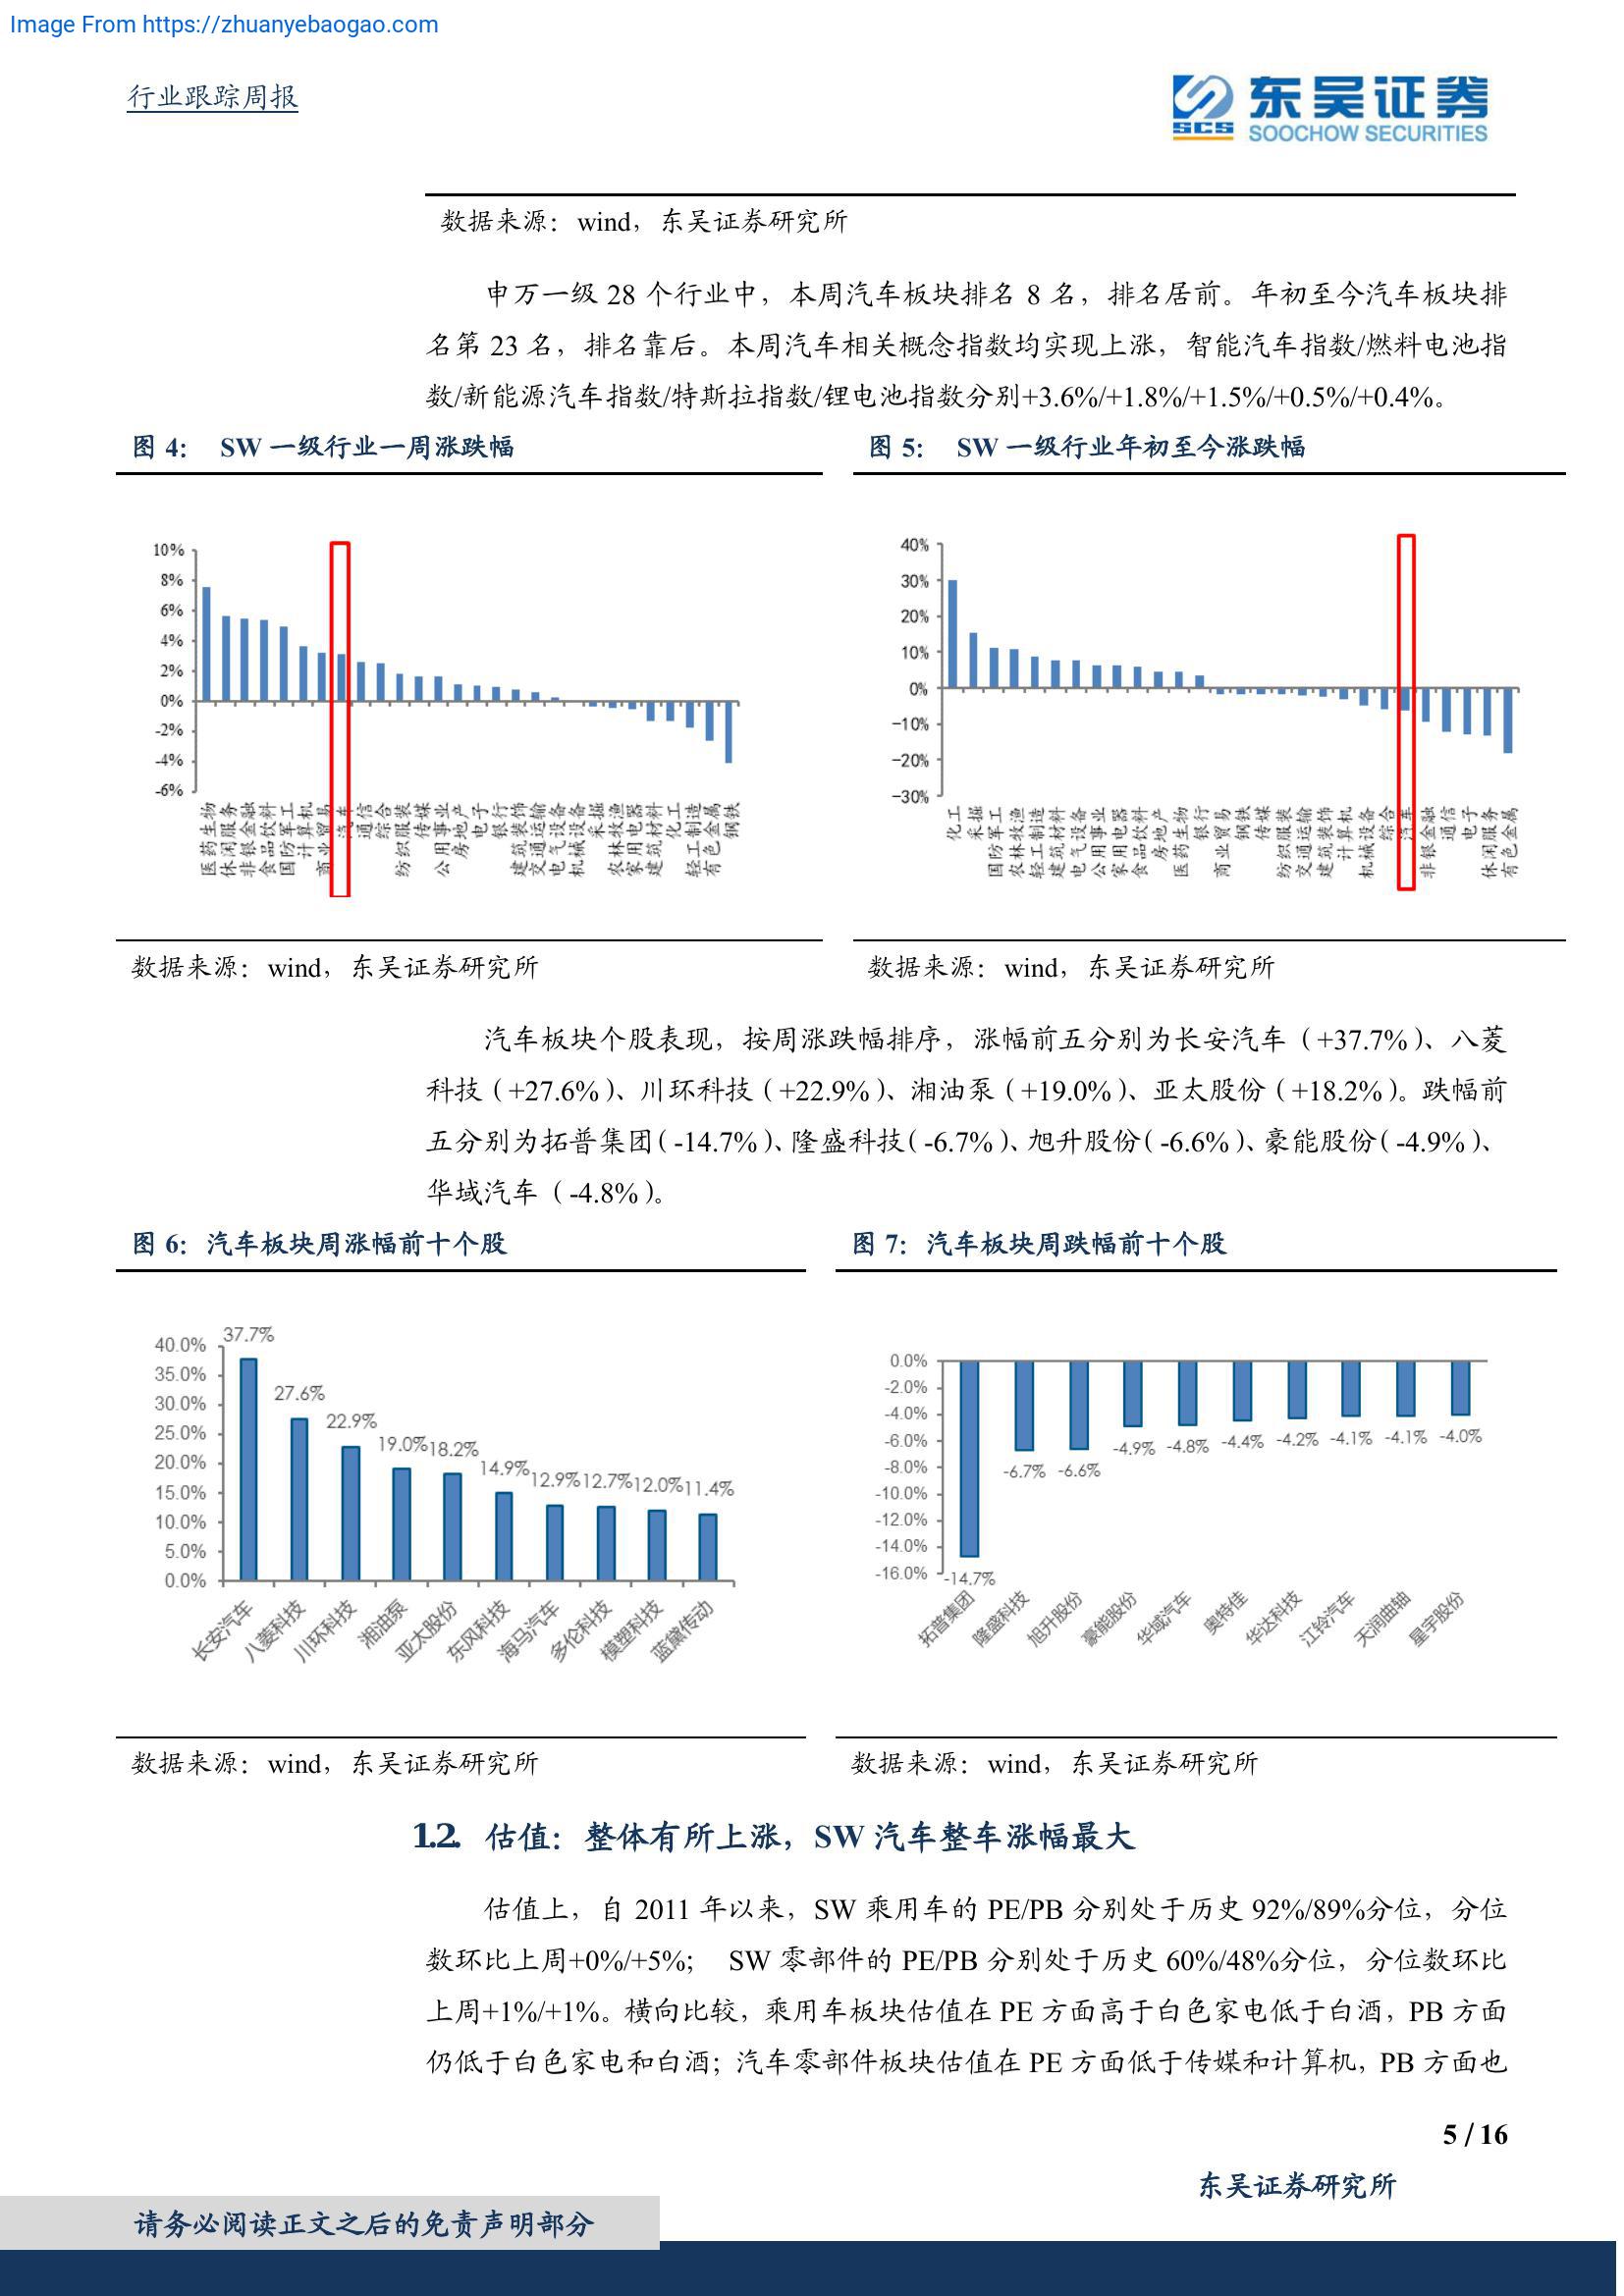 Image From https://zhuanyebaogao.com
行业跟踪周报
东吴证券
SCS
SOOCHOW SECURITIES
数据来源：wind，东吴证券研究所
申万一级 28 个行业中，本周汽车板块排名 8 名，排名居前。年初至今汽车板块排
名第 23 名，排名靠后。本周汽车相关概念指数均实现上涨，智能汽车指数/燃料电池指
数/新能源汽车指数/特斯拉指数/锂电池指数分别+3.6%/+1.8%/+1.5%/+0.5%/+0.4%。
图 4： SW 一级行业一周涨跌幅
10%
8%
6%
4%
2%
0%
-2%
-4%
-6%
医药生物
休闲服务
非银金融
食品饮料
国防军工
计算机
商业贸易
汽车
通信
综合
纺织服装
传媒
公用事业
房地产
电子
银行
建筑装饰
交通运输
电气设备
机械设备
采掘
农林牧渔
家用电器
建筑材料
化工
轻工制造
有色金属
钢铁
图 5： SW 一级行业年初至今涨跌幅
40%
30%
20%
10%
0%
-10%
-20%
-30%
化工
采掘
国防军工
农林牧渔
轻工制造
建筑材料
电气设备
公用事业
家用电器
食品饮料
房地产
医药生物
银行
商业贸易
钢铁
传媒
纺织服装
交通运输
建筑装饰
计算机
机械设备
综合
汽车
非银金融
通信
电子
休闲服务
有色金属
数据来源：wind，东吴证券研究所
数据来源：wind，东吴证券研究所
汽车板块个股表现，按周涨跌幅排序，涨幅前五分别为长安汽车（+37.7%）、八菱
科技（+27.6%）、川环科技（+22.9%）、湘油泵（+19.0%）、亚太股份（+18.2%）。跌幅前
五分别为拓普集团（-14.7%）、隆盛科技（-6.7%）、旭升股份（-6.6%）、豪能股份（-4.9%）、
华域汽车（-4.8%）。
图 6：汽车板块周涨幅前十个股
40.0%
35.0%
30.0%
25.0%
20.0%
15.0%
10.0%
5.0%
0.0%
37.7%
27.6%
22.9%
19.0%
18.2%
14.9%
12.9%
12.7%
12.0%
11.4%
长安汽车
八菱科技
川环科技
湘油泵
亚太股份
东风科技
海马汽车
多伦科技
模塑科技
蓝黛传动
图 7：汽车板块周跌幅前十个股
0.0%
-2.0%
-4.0%
-6.0%
-8.0%
-10.0%
-12.0%
-14.0%
-16.0%
-14.7%
-6.7%
-6.6%
-4.9%
-4.8%
-4.4%
-4.2%
-4.1%
-4.1%
-4.0%
拓普集团
隆盛科技
旭升股份
豪能股份
华域汽车
奥特佳
华达科技
江铃汽车
天润曲轴
星宇股份
数据来源：wind，东吴证券研究所
数据来源：wind，东吴证券研究所
1.2. 估值：整体有所上涨，SW 汽车整车涨幅最大
估值上，自 2011 年以来，SW 乘用车的 PE/PB 分别处于历史 92%/89%分位，分位
数环比上周+0%/+5%； SW 零部件的 PE/PB 分别处于历史 60%/48%分位，分位数环比
上周+1%/+1%。横向比较，乘用车板块估值在 PE 方面高于白色家电低于白酒，PB 方面
仍低于白色家电和白酒；汽车零部件板块估值在 PE 方面低于传媒和计算机，PB 方面也
5 / 16
东吴证券研究所
请务必阅读正文之后的免责声明部分